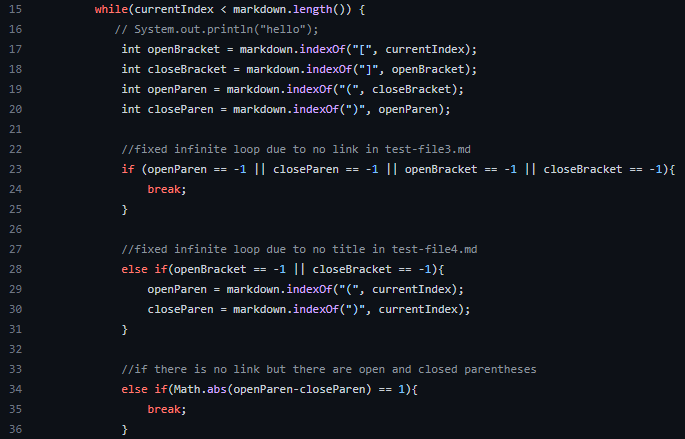 15 while(currentIndex < markdown.length()) {
16 // System.out.println("hello");
17 int openBracket = markdown.indexOf("[", currentIndex);
18 int closeBracket = markdown.indexOf("]", openBracket);
19 int openParen = markdown.indexOf("(", closeBracket);
20 int closeParen = markdown.indexOf(")", openParen);
21
22 //fixed infinite loop due to no link in test-file3.md
23 if (openParen == -1 || closeParen == -1 || openBracket == -1 || closeBracket == -1){
24 break;
25 }
26
27 //fixed infinite loop due to no title in test-file4.md
28 else if(openBracket == -1 || closeBracket == -1){
29 openParen = markdown.indexOf("(", currentIndex);
30 closeParen = markdown.indexOf(")", currentIndex);
31 }
32
33 //if there is no link but there are open and closed parentheses
34 else if(Math.abs(openParen-closeParen) == 1){
35 break;
36 }